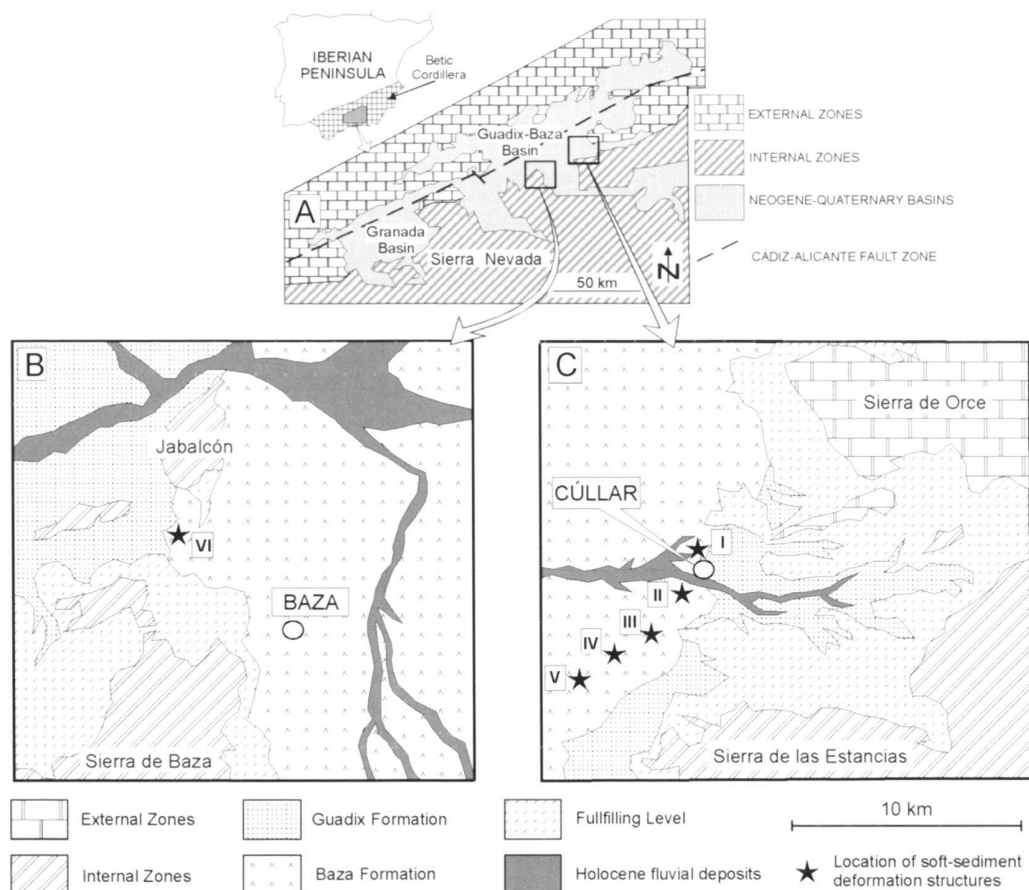 IBERIAN
PENINSULA
Betic
Cordillera
EXTERNAL ZONES
INTERNAL ZONES
NEOGENE-QUATERNARY BASINS
CÁDIZ-ALICANTE FAULT ZONE
A
Guadix-Baza
Basin
Granada
Basin
Sierra Nevada
50 km
N
B
Jabalcón
VI
BAZA
Sierra de Baza
C
Sierra de Orce
CÚLLAR
I
II
III
IV
V
Sierra de las Estancias
External Zones
Guadix Formation
Fullfilling Level
10 km
Internal Zones
Baza Formation
Holocene fluvial deposits
Location of soft-sediment
deformation structures